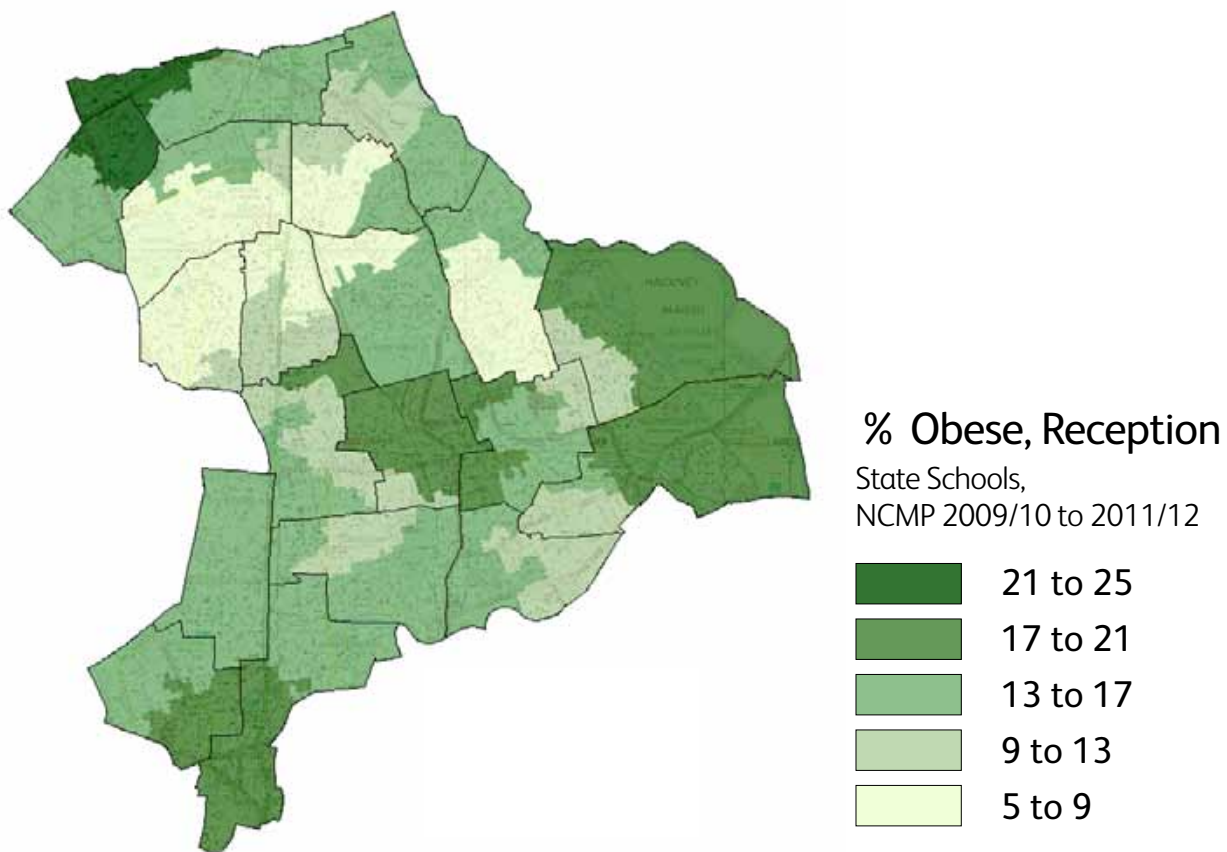 HACKNEY
% Obese, Reception
State Schools,
NCMP 2009/10 to 2011/12
21 to 25
17 to 21
13 to 17
9 to 13
5 to 9